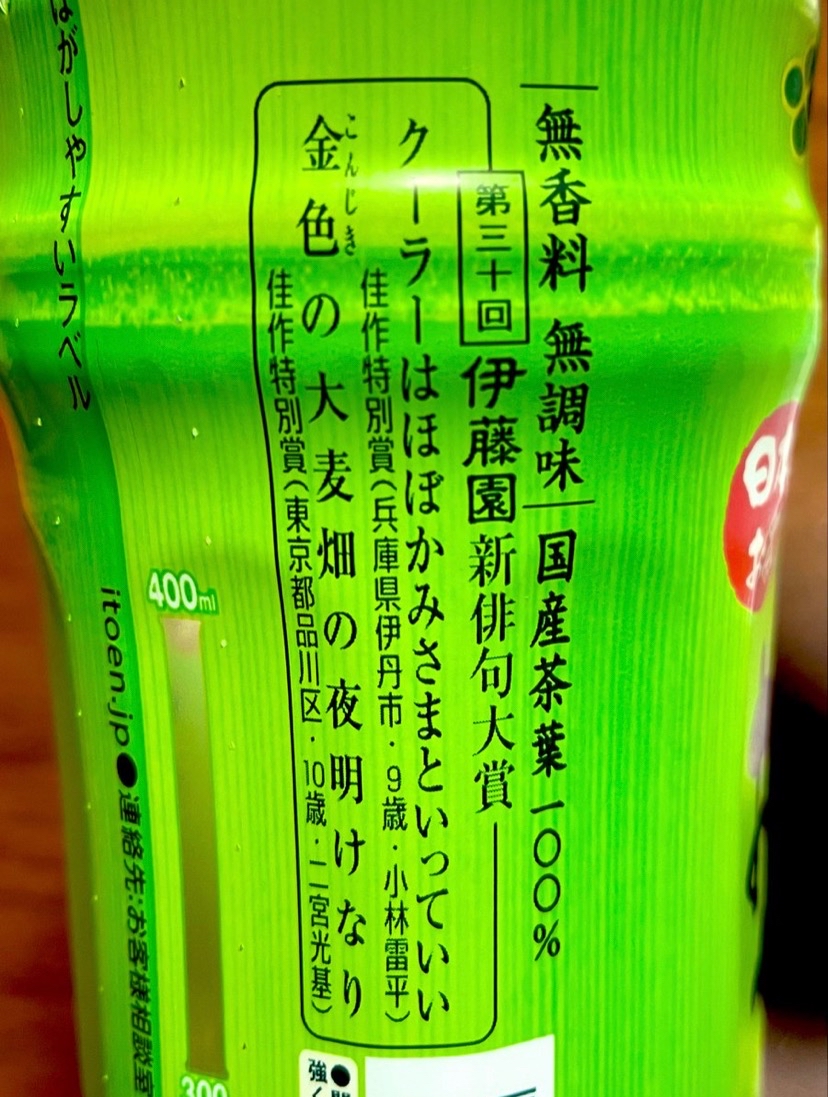 無香料 無調味 国産茶葉 一〇〇%
第三十回 伊藤園 新俳句大賞
クーラーはほぼかみさまといっていい
佳作特別賞(兵庫県伊丹市・9歳・小林雷平)
こんじき
金色の大麦畑の夜明けなり
佳作特別賞(東京都品川区・10歳・二宮光基)
400ml
300
はがしやすいラベル
itoen.jp●連絡先:お客様相談室